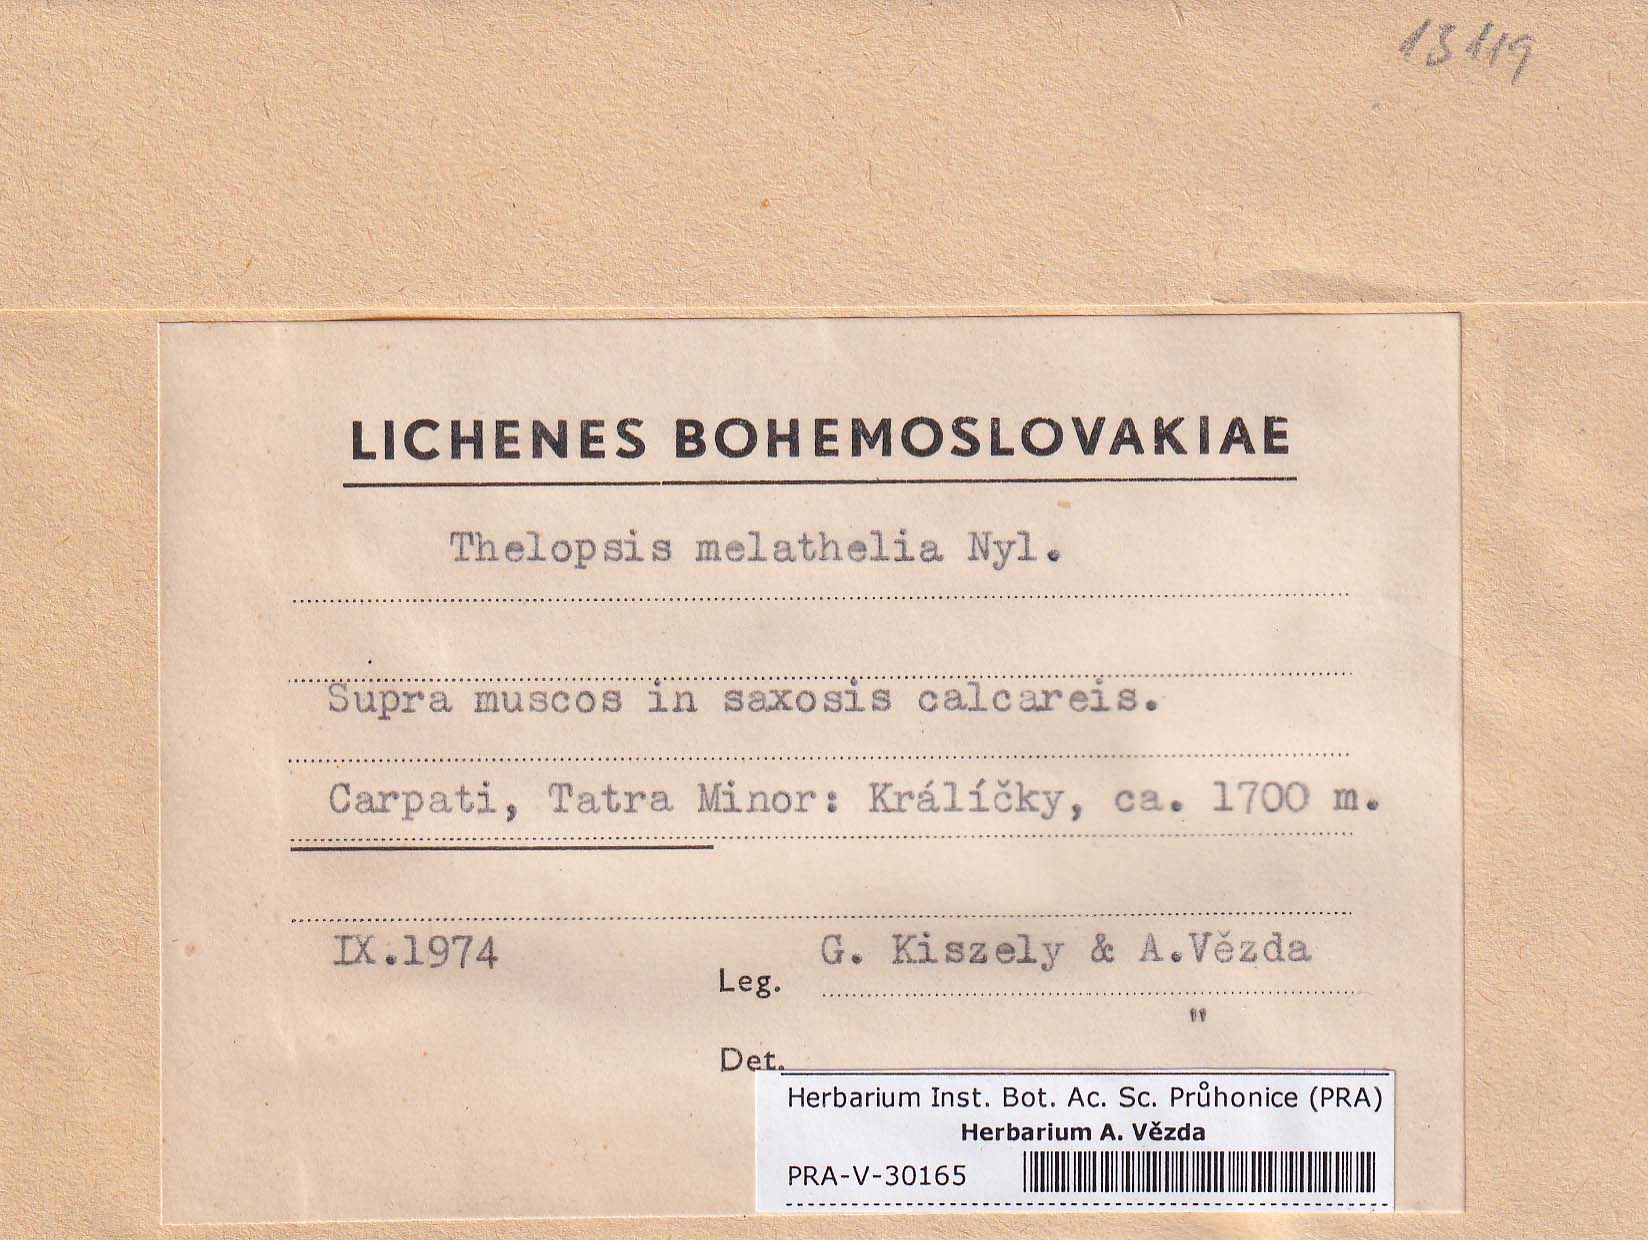 13119
LICHENES BOHEMOSLOVAKIAE
Thelopsis melathelia Nyl.
Supra muscos in saxosis calcareis.
Carpati, Tatra Minor: Králíčky, ca. 1700 m.
IX.1974
Leg. G. Kiszely & A.Vězda
Det. "
Herbarium Inst. Bot. Ac. Sc. Průhonice (PRA)
Herbarium A. Vězda
PRA-V-30165